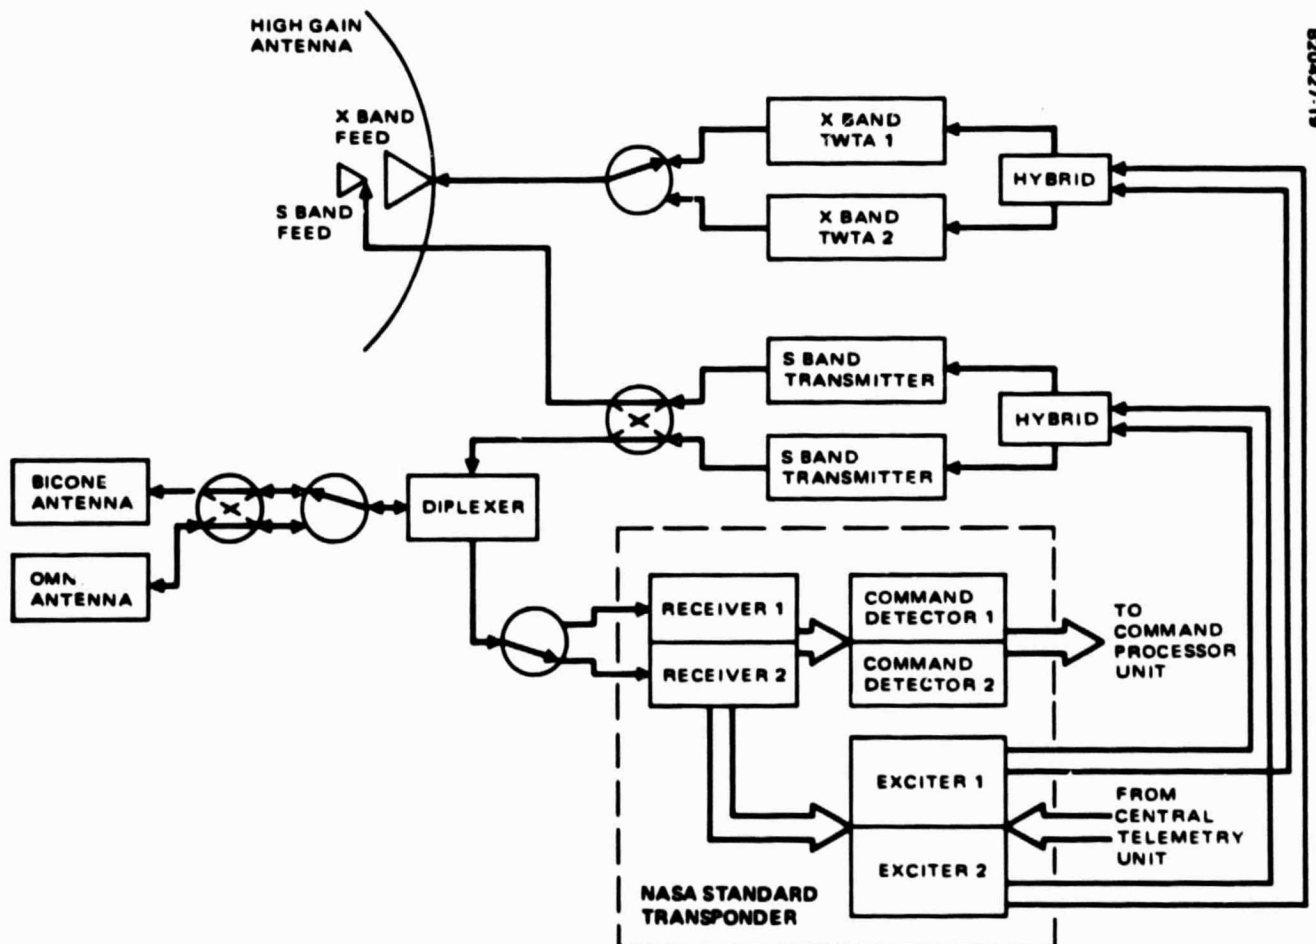 HIGH GAIN
ANTENNA
X BAND
FEED
S BAND
FEED
X BAND
TWTA 1
X BAND
TWTA 2
HYBRID
S BAND
TRANSMITTER
S BAND
TRANSMITTER
HYBRID
BICONE
ANTENNA
OMN
ANTENNA
DIPLEXER
RECEIVER 1
RECEIVER 2
COMMAND
DETECTOR 1
COMMAND
DETECTOR 2
TO
COMMAND
PROCESSOR
UNIT
EXCITER 1
EXCITER 2
FROM
CENTRAL
TELEMETRY
UNIT
NASA STANDARD
TRANSPONDER